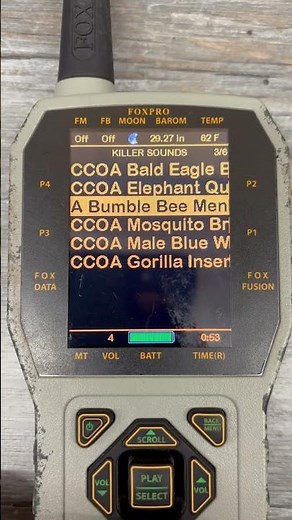 FOX
FOXPRO
FM FB MOON BAROM TEMP
Off Off 29.27 in 62 F
KILLER SOUNDS 3/6
CCOA Bald Eagle B
CCOA Elephant Qu
A Bumble Bee Men
CCOA Mosquito Br
CCOA Male Blue W
CCOA Gorilla Inser
P4 P2
P3 P1
FOX DATA
FOX FUSION
4 0:53
MT VOL BATT TIME(R)
SCROLL
BACK MENU
VOL
PLAY
SELECT
VOL